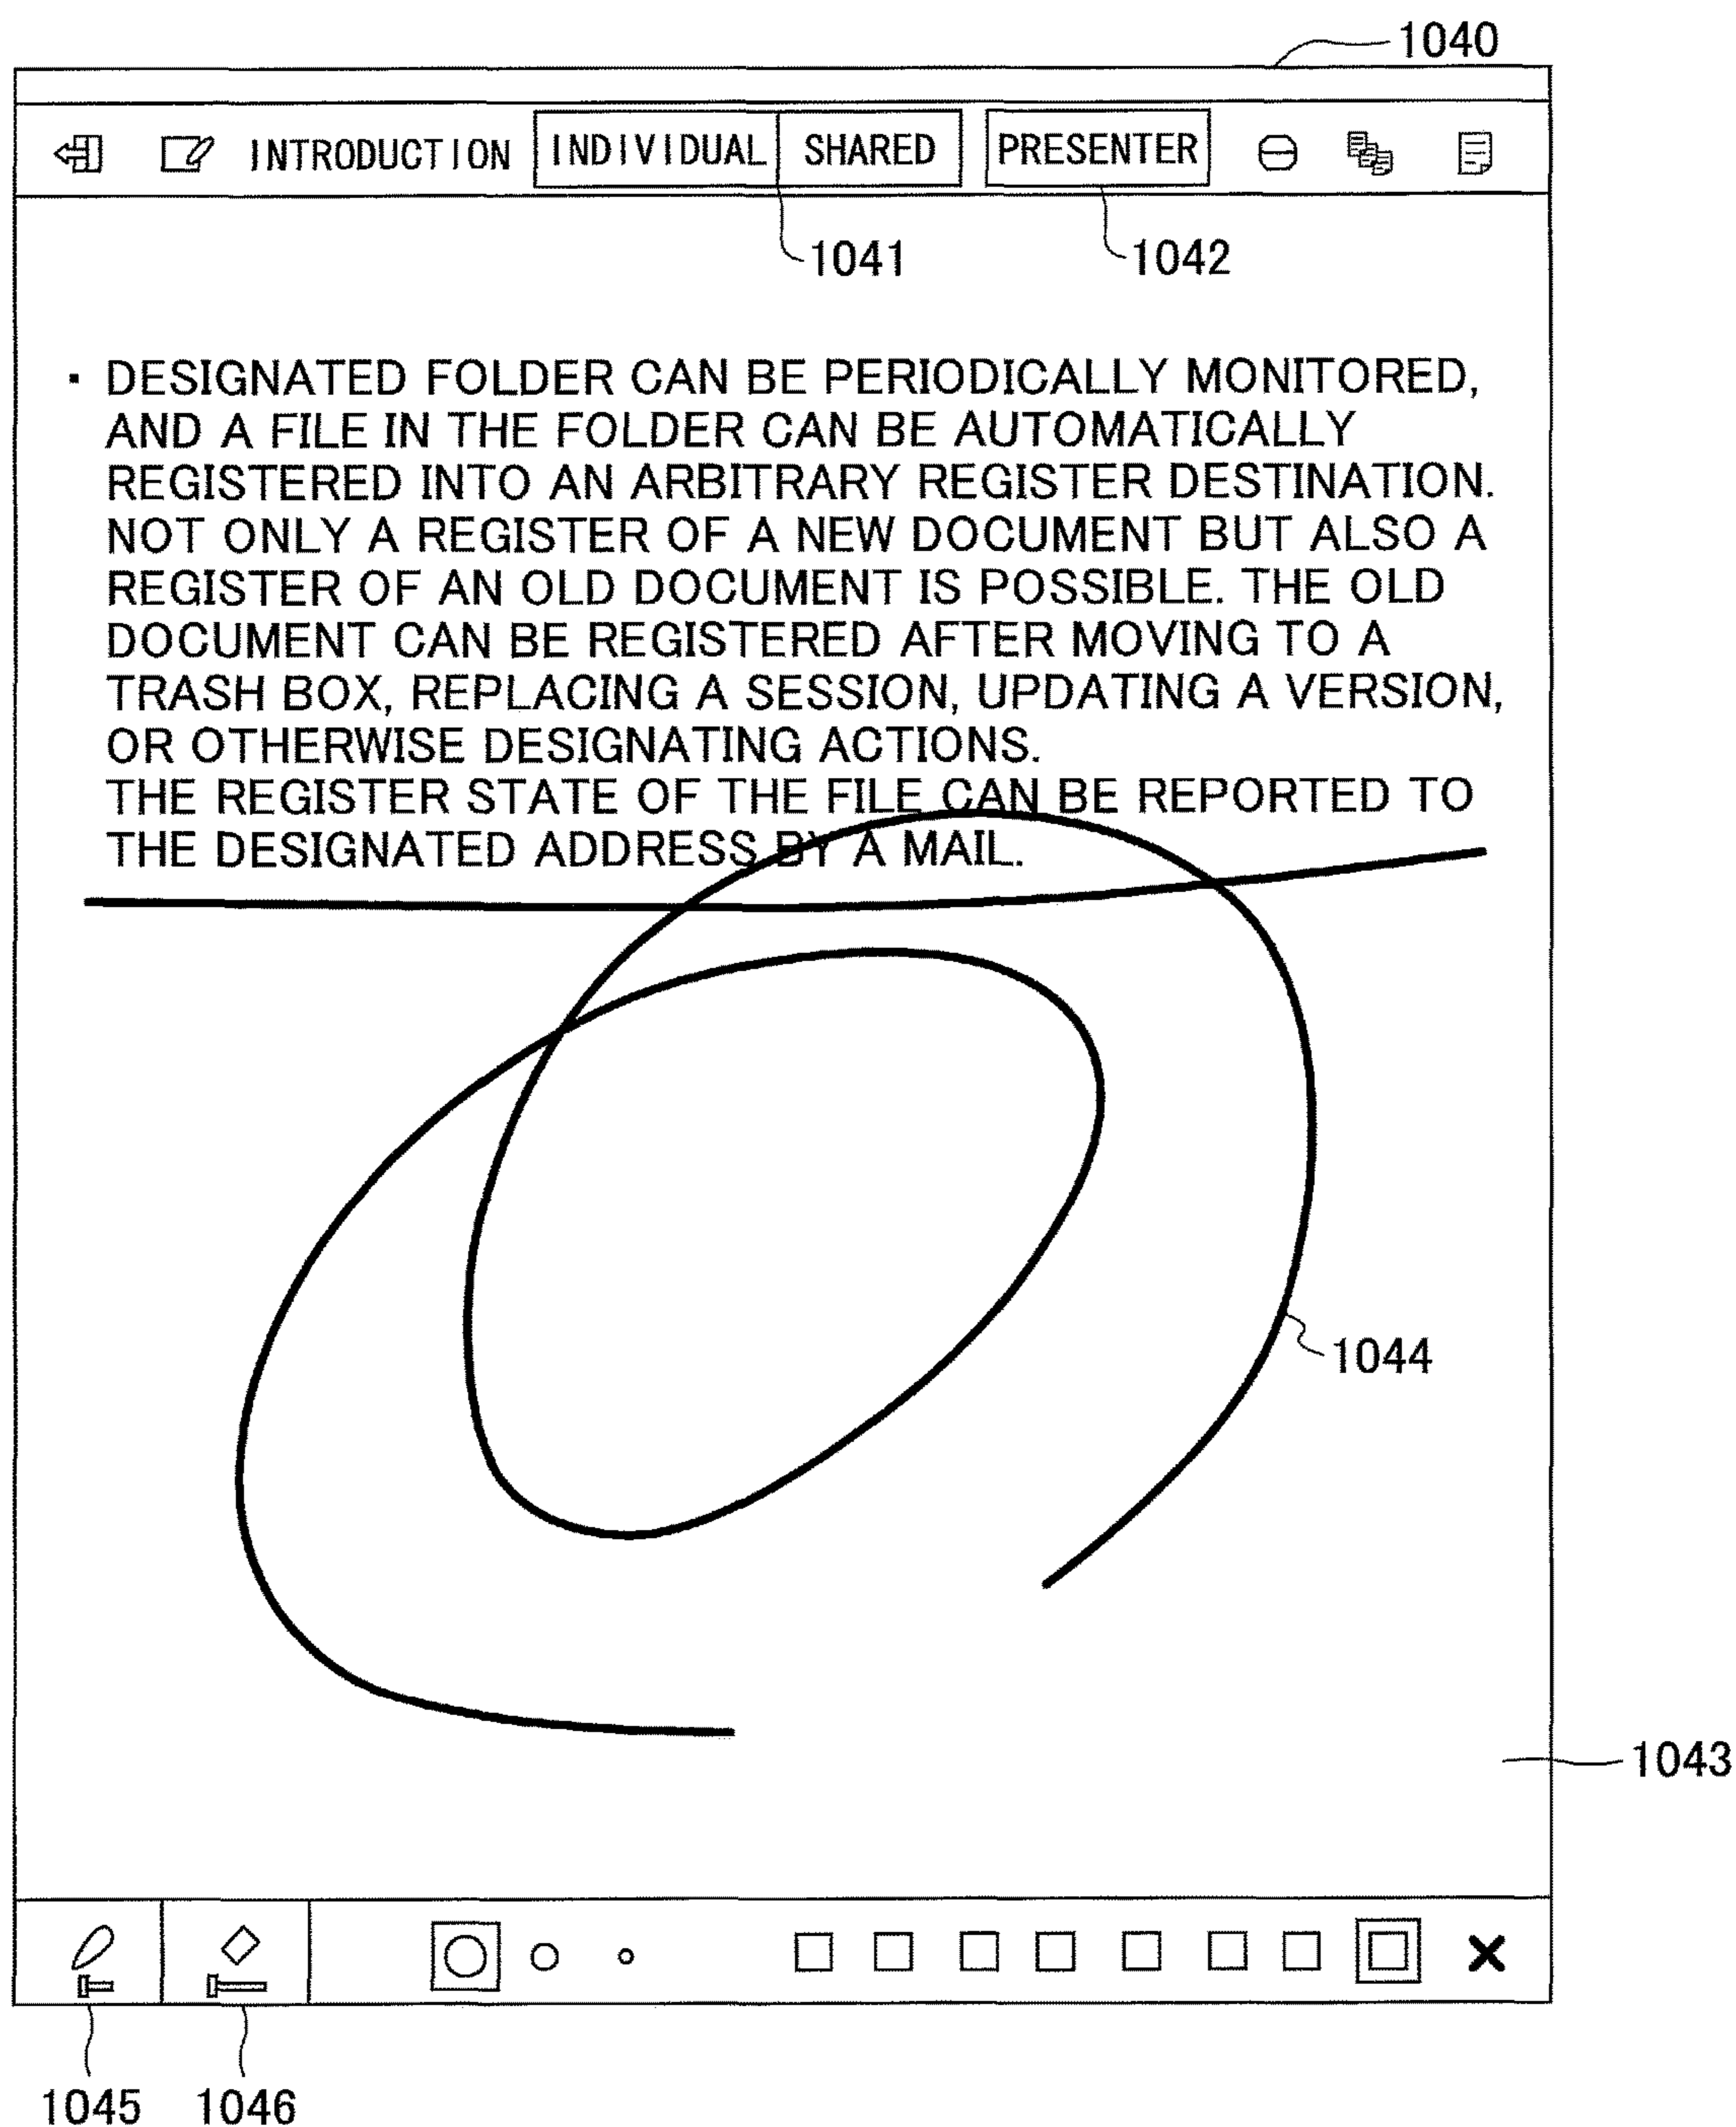 1040
INTRODUCTION INDIVIDUAL SHARED PRESENTER
1041 1042
· DESIGNATED FOLDER CAN BE PERIODICALLY MONITORED,
AND A FILE IN THE FOLDER CAN BE AUTOMATICALLY
REGISTERED INTO AN ARBITRARY REGISTER DESTINATION.
NOT ONLY A REGISTER OF A NEW DOCUMENT BUT ALSO A
REGISTER OF AN OLD DOCUMENT IS POSSIBLE. THE OLD
DOCUMENT CAN BE REGISTERED AFTER MOVING TO A
TRASH BOX, REPLACING A SESSION, UPDATING A VERSION,
OR OTHERWISE DESIGNATING ACTIONS.
THE REGISTER STATE OF THE FILE CAN BE REPORTED TO
THE DESIGNATED ADDRESS BY A MAIL.
1044
1043
1045 1046